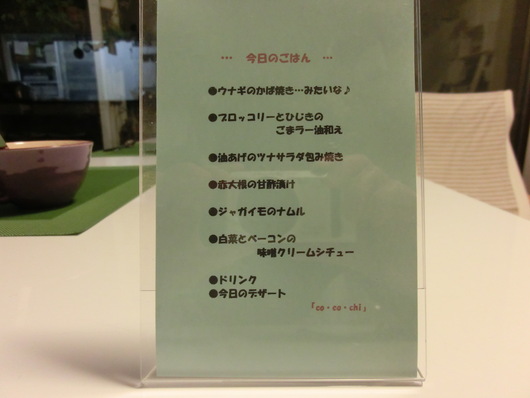 … 今日のごはん …
●ウナギのかば焼き…みたいな♪
●ブロッコリーとひじきの
ごまラー油和え
●油あげのツナサラダ包み焼き
●赤大根の甘酢漬け
●ジャガイモのナムル
●白菜とベーコンの
味噌クリームシチュー
●ドリンク
●今日のデザート
「co・co・chi」